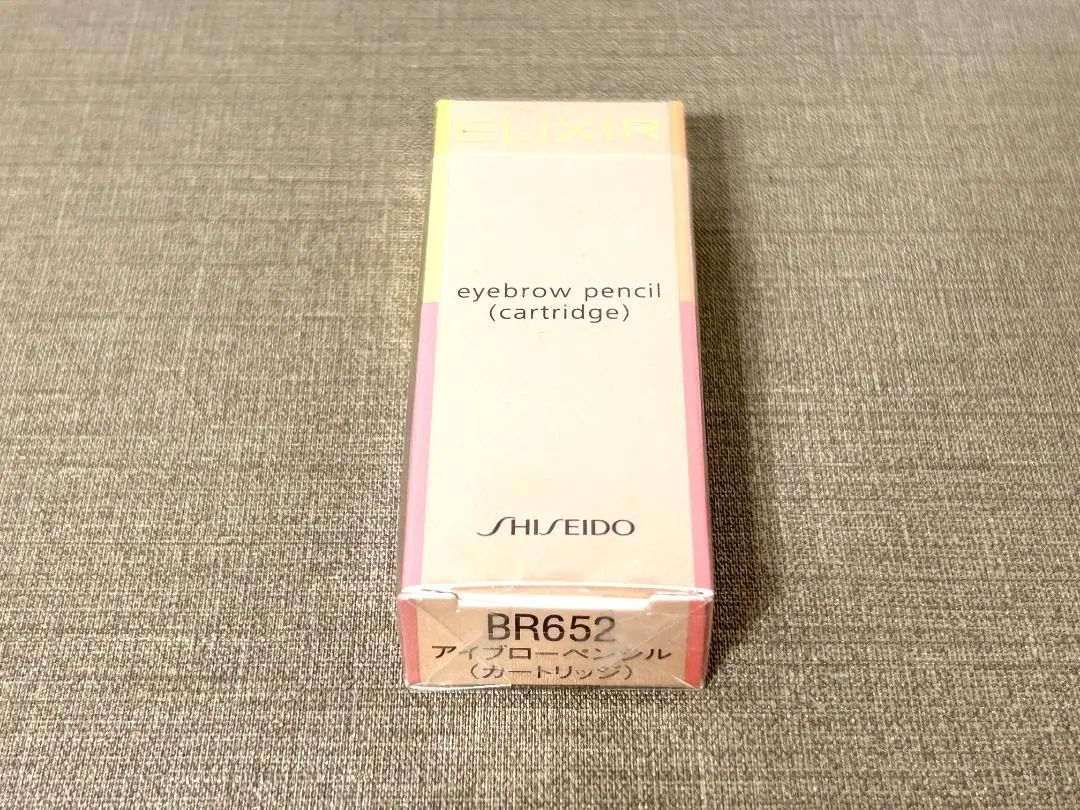 ELIXIR
eyebrow pencil
(cartridge)
SHISEIDO
BR652
アイブローペンシル
(カートリッジ)